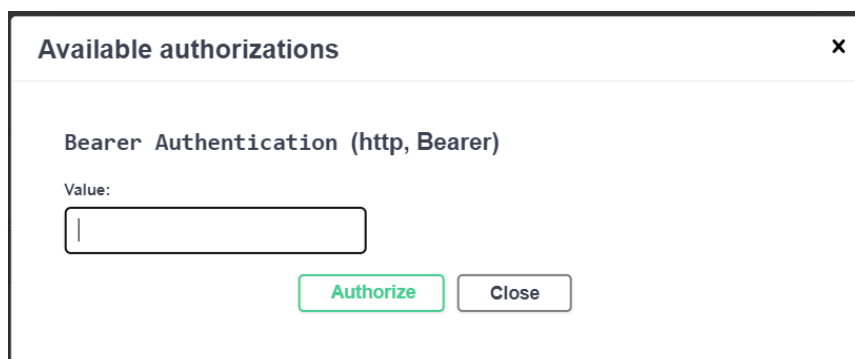 Available authorizations
Bearer Authentication (http, Bearer)
Value:
Authorize Close